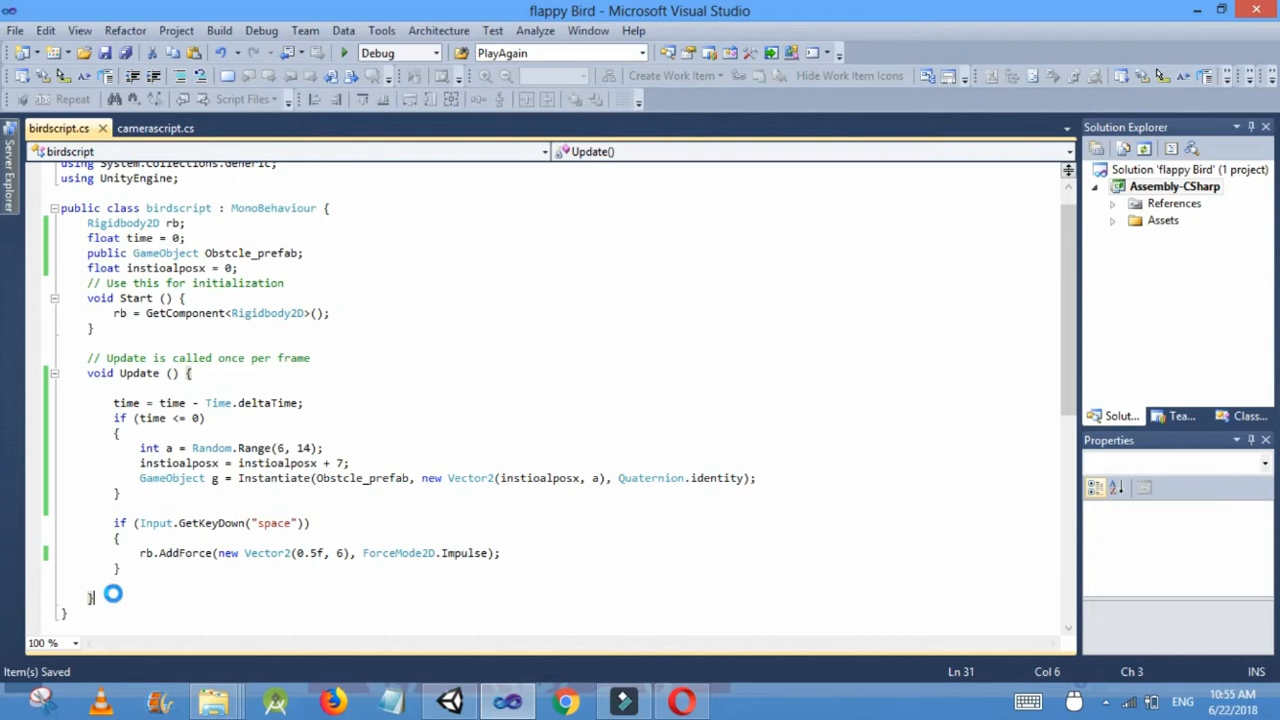 flappy Bird - Microsoft Visual Studio
File Edit View Refactor Project Build Debug Team Data Tools Architecture Test Analyze Window Help
Debug PlayAgain
Create Work Item Hide Work Item Icons
Repeat Script Files
birdscript.cs camerascript.cs
birdscript Update()
Server Explorer
using System.Collections.Generic;
using UnityEngine;
public class birdscript : MonoBehaviour {
Rigidbody2D rb;
float time = 0;
public GameObject Obstcle_prefab;
float instioalposx = 0;
// Use this for initialization
void Start () {
rb = GetComponent<Rigidbody2D>();
}
// Update is called once per frame
void Update () {
time = time - Time.deltaTime;
if (time <= 0)
{
int a = Random.Range(6, 14);
instioalposx = instioalposx + 7;
GameObject g = Instantiate(Obstcle_prefab, new Vector2(instioalposx, a), Quaternion.identity);
}
if (Input.GetKeyDown("space"))
{
rb.AddForce(new Vector2(0.5f, 6), ForceMode2D.Impulse);
}
}
}
100 %
Solution Explorer
Solution 'flappy Bird' (1 project)
Assembly-CSharp
References
Assets
Solut... Tea... Class...
Properties
Item(s) Saved Ln 31 Col 6 Ch 3 INS
ENG
10:55 AM
6/22/2018